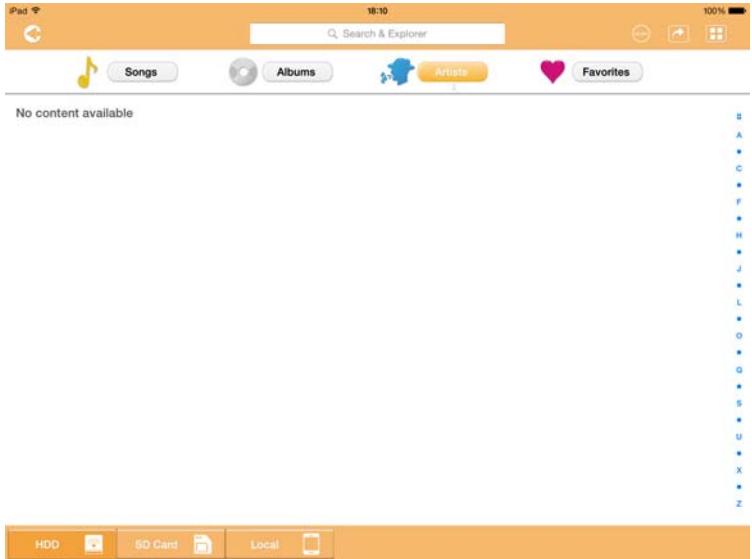 iPad 18:10 100%
Search & Explorer
Songs Albums Artists Favorites
No content available
#
A
C
F
H
J
L
O
Q
S
U
X
Z
HDD SD Card Local